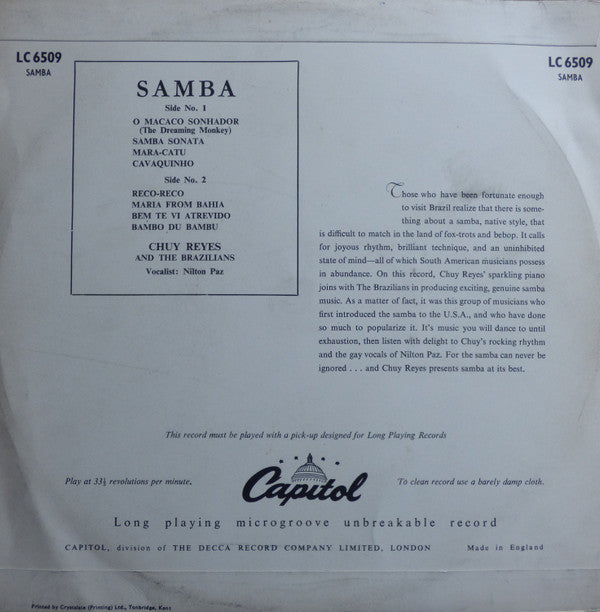 LC 6509
SAMBA
LC 6509
SAMBA
SAMBA
Side No. 1
O MACACO SONHADOR
(The Dreaming Monkey)
SAMBA SONATA
MARA-CATU
CAVAQUINHO
Side No. 2
RECO-RECO
MARIA FROM BAHIA
BEM TE VI ATREVIDO
BAMBO DU BAMBU
CHUY REYES
AND THE BRAZILIANS
Vocalist: Nilton Paz
Those who have been fortunate enough
to visit Brazil realize that there is some-
thing about a samba, native style, that
is difficult to match in the land of fox-trots and bebop. It calls
for joyous rhythm, brilliant technique, and an uninhibited
state of mind—all of which South American musicians possess
in abundance. On this record, Chuy Reyes' sparkling piano
joins with The Brazilians in producing exciting, genuine samba
music. As a matter of fact, it was this group of musicians who
first introduced the samba to the U.S.A., and who have done
so much to popularize it. It's music you will dance to until
exhaustion, then listen with delight to Chuy's rocking rhythm
and the gay vocals of Nilton Paz. For the samba can never be
ignored . . . and Chuy Reyes presents samba at its best.
This record must be played with a pick-up designed for Long Playing Records
Play at 33⅓ revolutions per minute.
Capitol
To clean record use a barely damp cloth.
Long playing microgroove unbreakable record
CAPITOL, division of THE DECCA RECORD COMPANY LIMITED, LONDON
Made in England
Printed by Crystalate (Printing) Ltd., Tonbridge, Kent